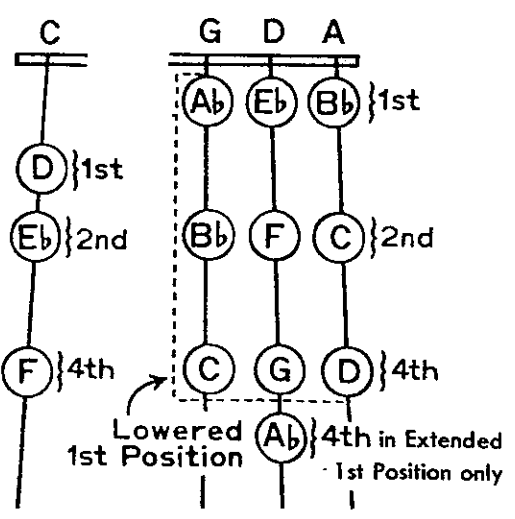 C G D A
Ab Eb Bb }1st
D }1st
Eb }2nd Bb F C }2nd
F }4th C G D }4th
Lowered Ab }4th in Extended
1st Position 1st Position only